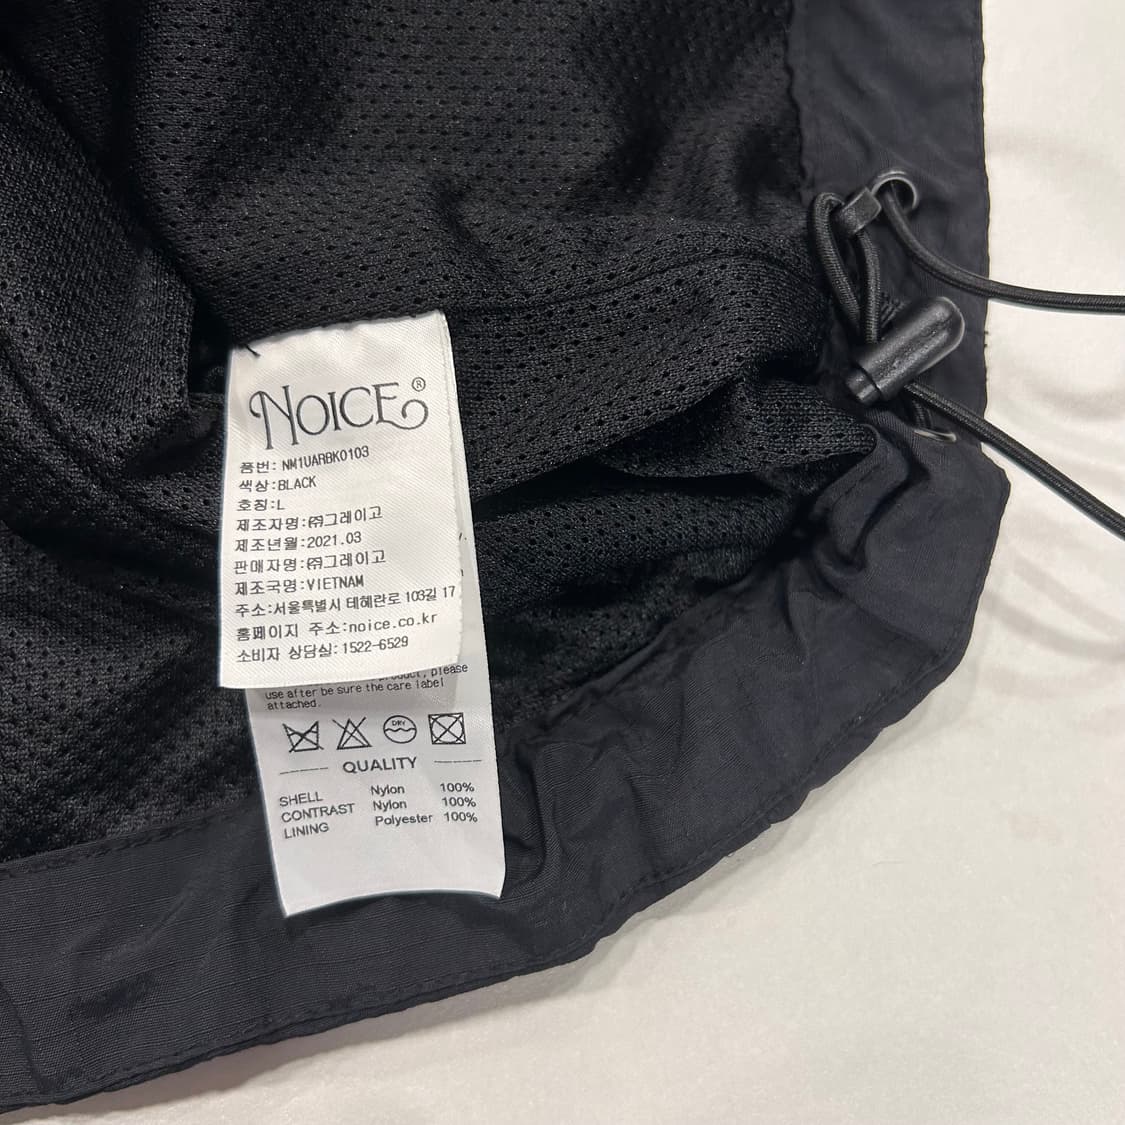 NOICE®
품번: NM1UARBK0103
색상:BLACK
호칭:L
제조자명:㈜그레이고
제조년월:2021.03
판매자명:㈜그레이고
제조국명:VIETNAM
주소:서울특별시 테헤란로 103길 17
홈페이지 주소:noice.co.kr
소비자 상담실:1522-6529
product, please
use after be sure the care label
attached.
DRY
QUALITY
SHELL Nylon 100%
CONTRAST Nylon 100%
LINING Polyester 100%